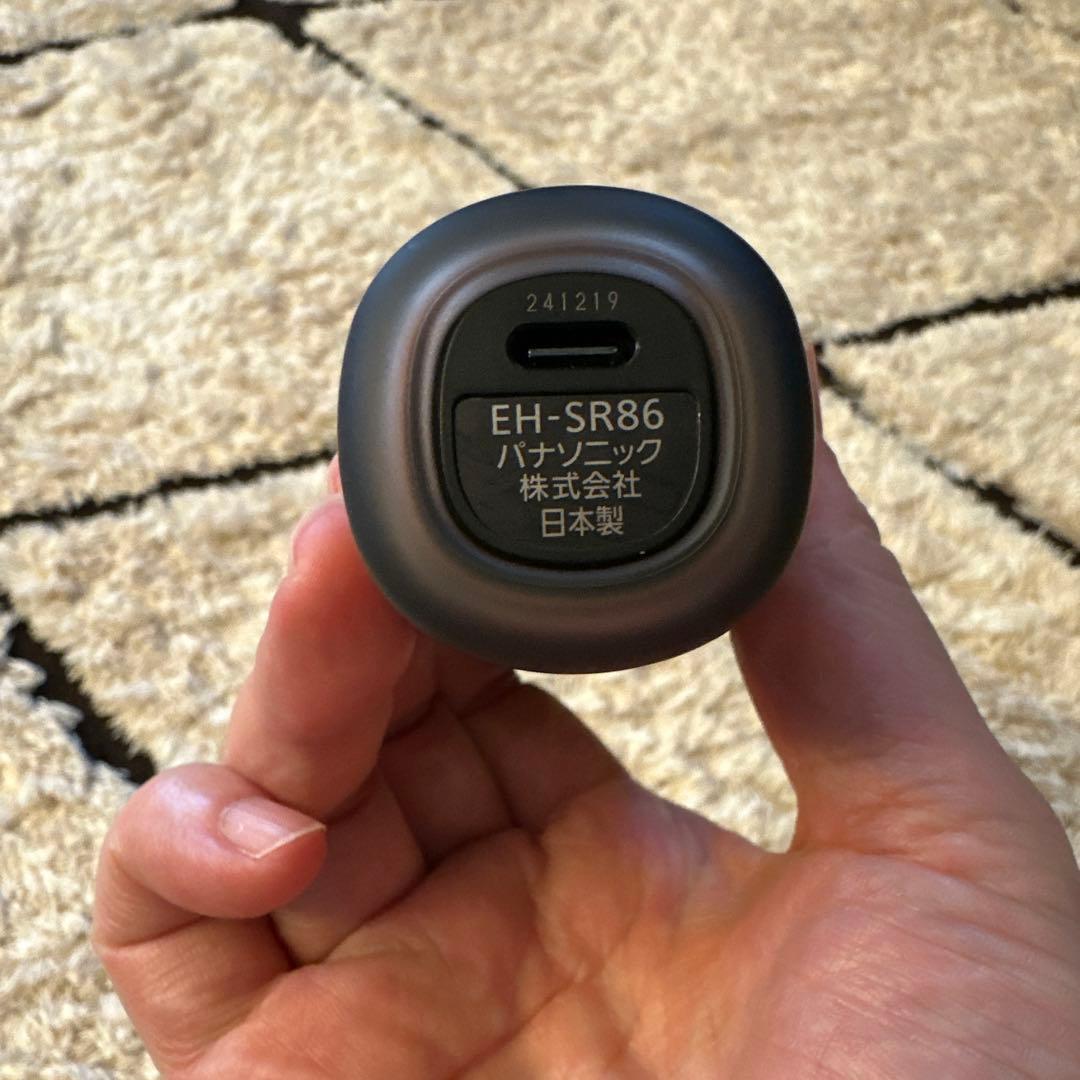 241219
EH-SR86
パナソニック
株式会社
日本製